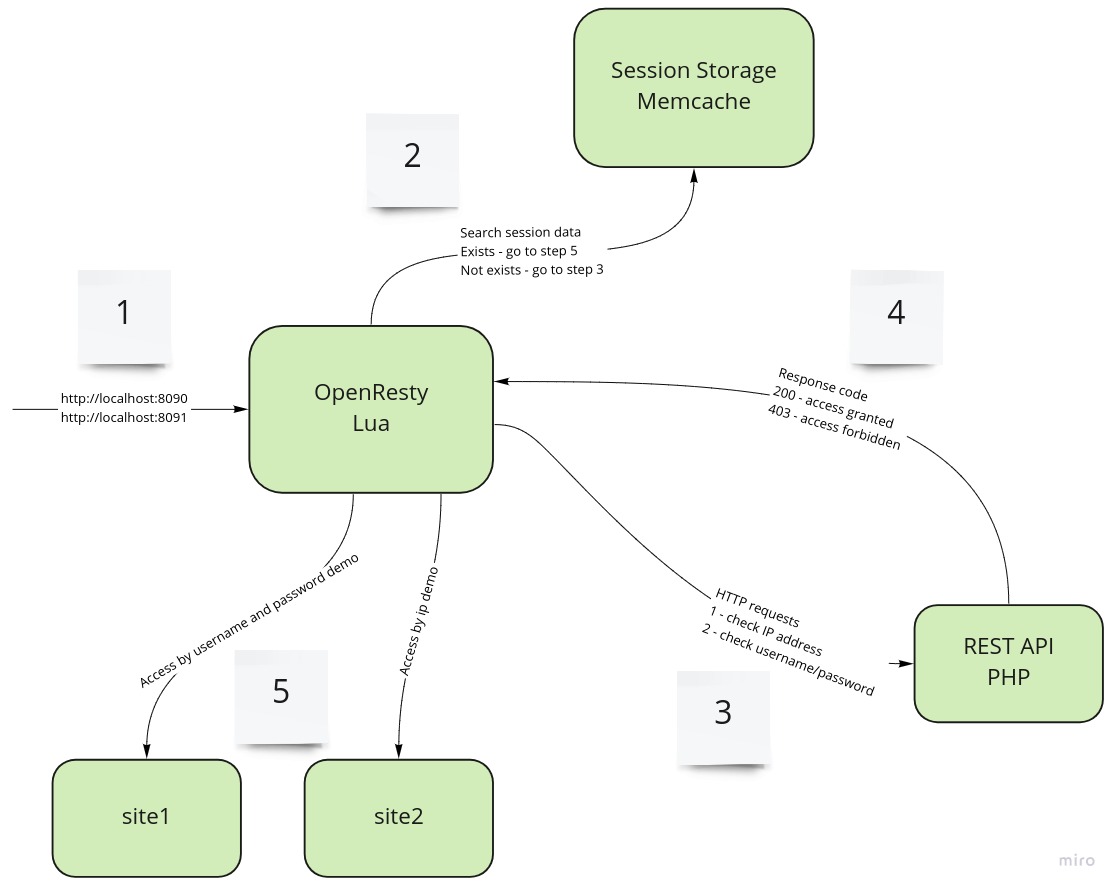 Session Storage
Memcache
2
Search session data
Exists - go to step 5
Not exists - go to step 3
1
http://localhost:8090
http://localhost:8091
OpenResty
Lua
4
Response code
200 - access granted
403 - access forbidden
HTTP requests
1 - check IP address
2 - check username/password
3
REST API
PHP
Access by username and password demo
Access by ip demo
5
site1
site2
miro